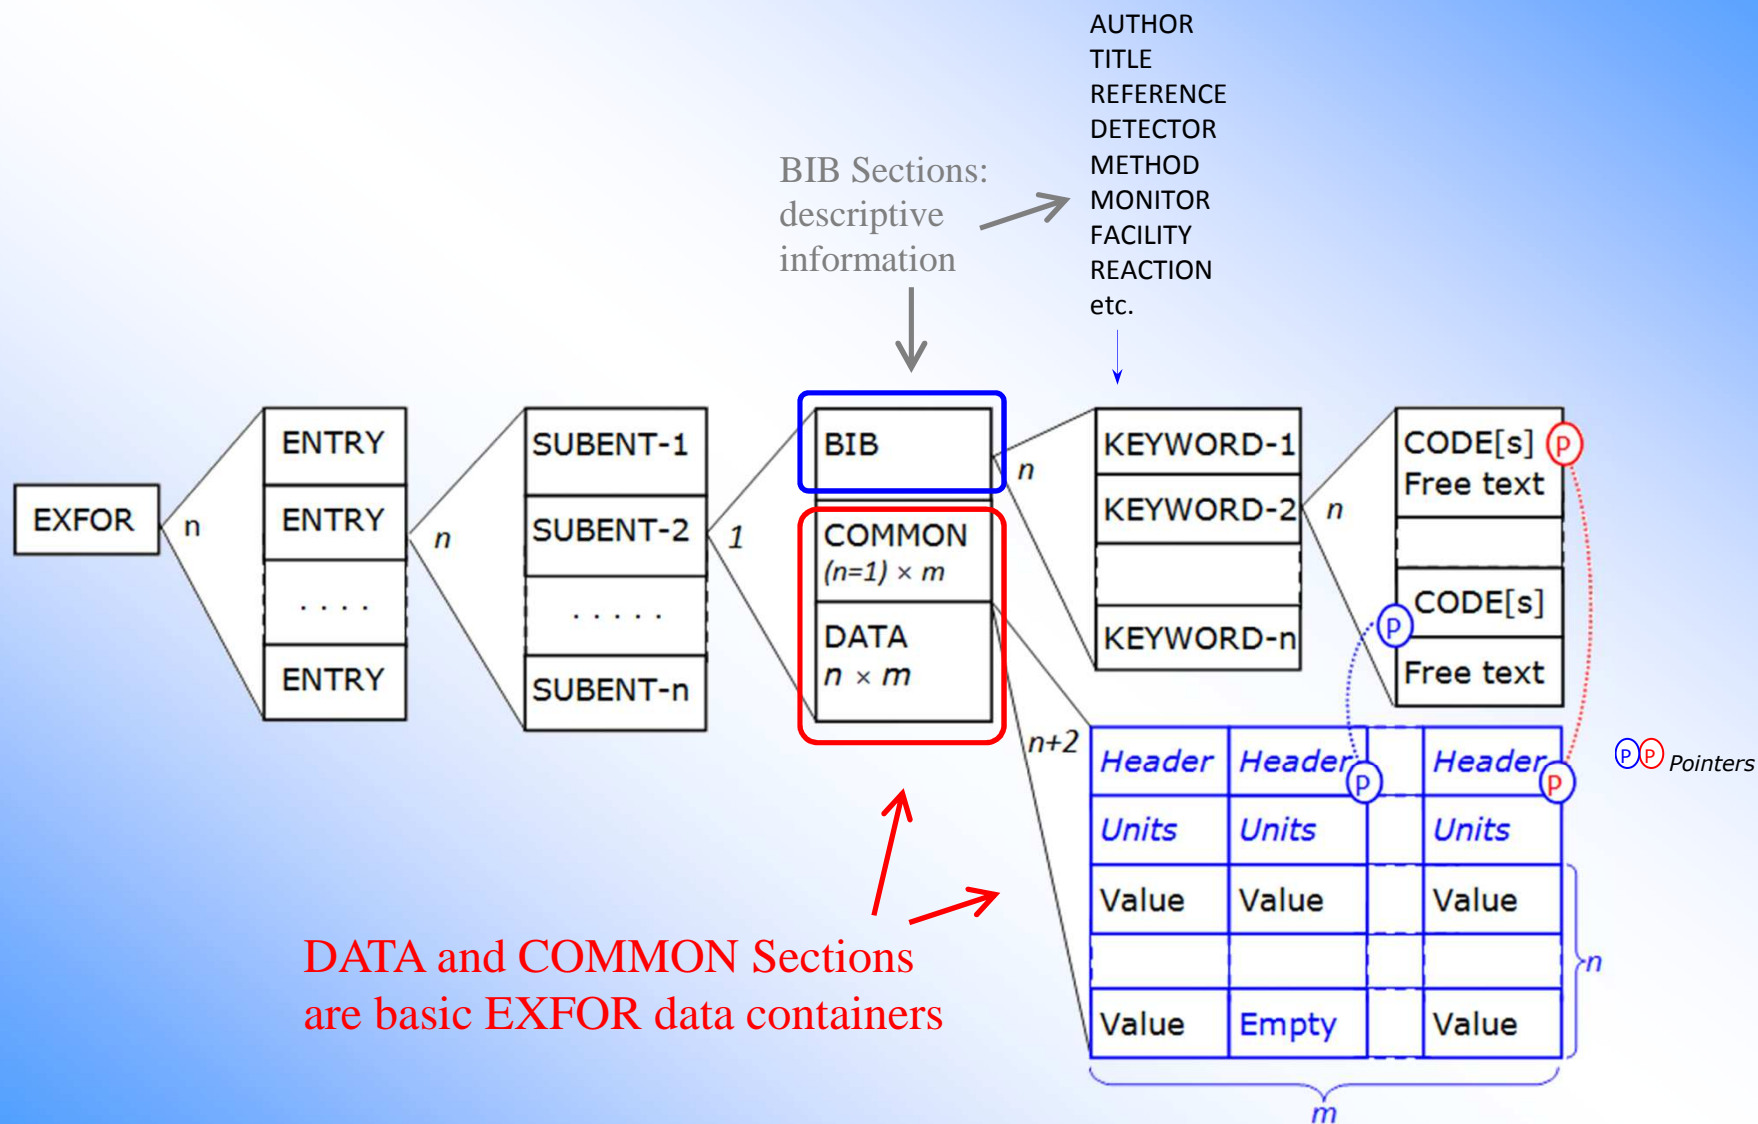 AUTHOR
TITLE
REFERENCE
DETECTOR
METHOD
MONITOR
FACILITY
REACTION
etc.
BIB Sections:
descriptive
information
EXFOR
n
ENTRY
ENTRY
. . . .
ENTRY
n
SUBENT-1
SUBENT-2
. . . . .
SUBENT-n
1
BIB
COMMON
(n=1) × m
DATA
n × m
n
KEYWORD-1
KEYWORD-2
KEYWORD-n
n
CODE[s] P
Free text
CODE[s]
P
Free text
n+2
Header Header Header
P P
Units Units Units
Value Value Value
Value Empty Value
n
m
P P Pointers
DATA and COMMON Sections
are basic EXFOR data containers